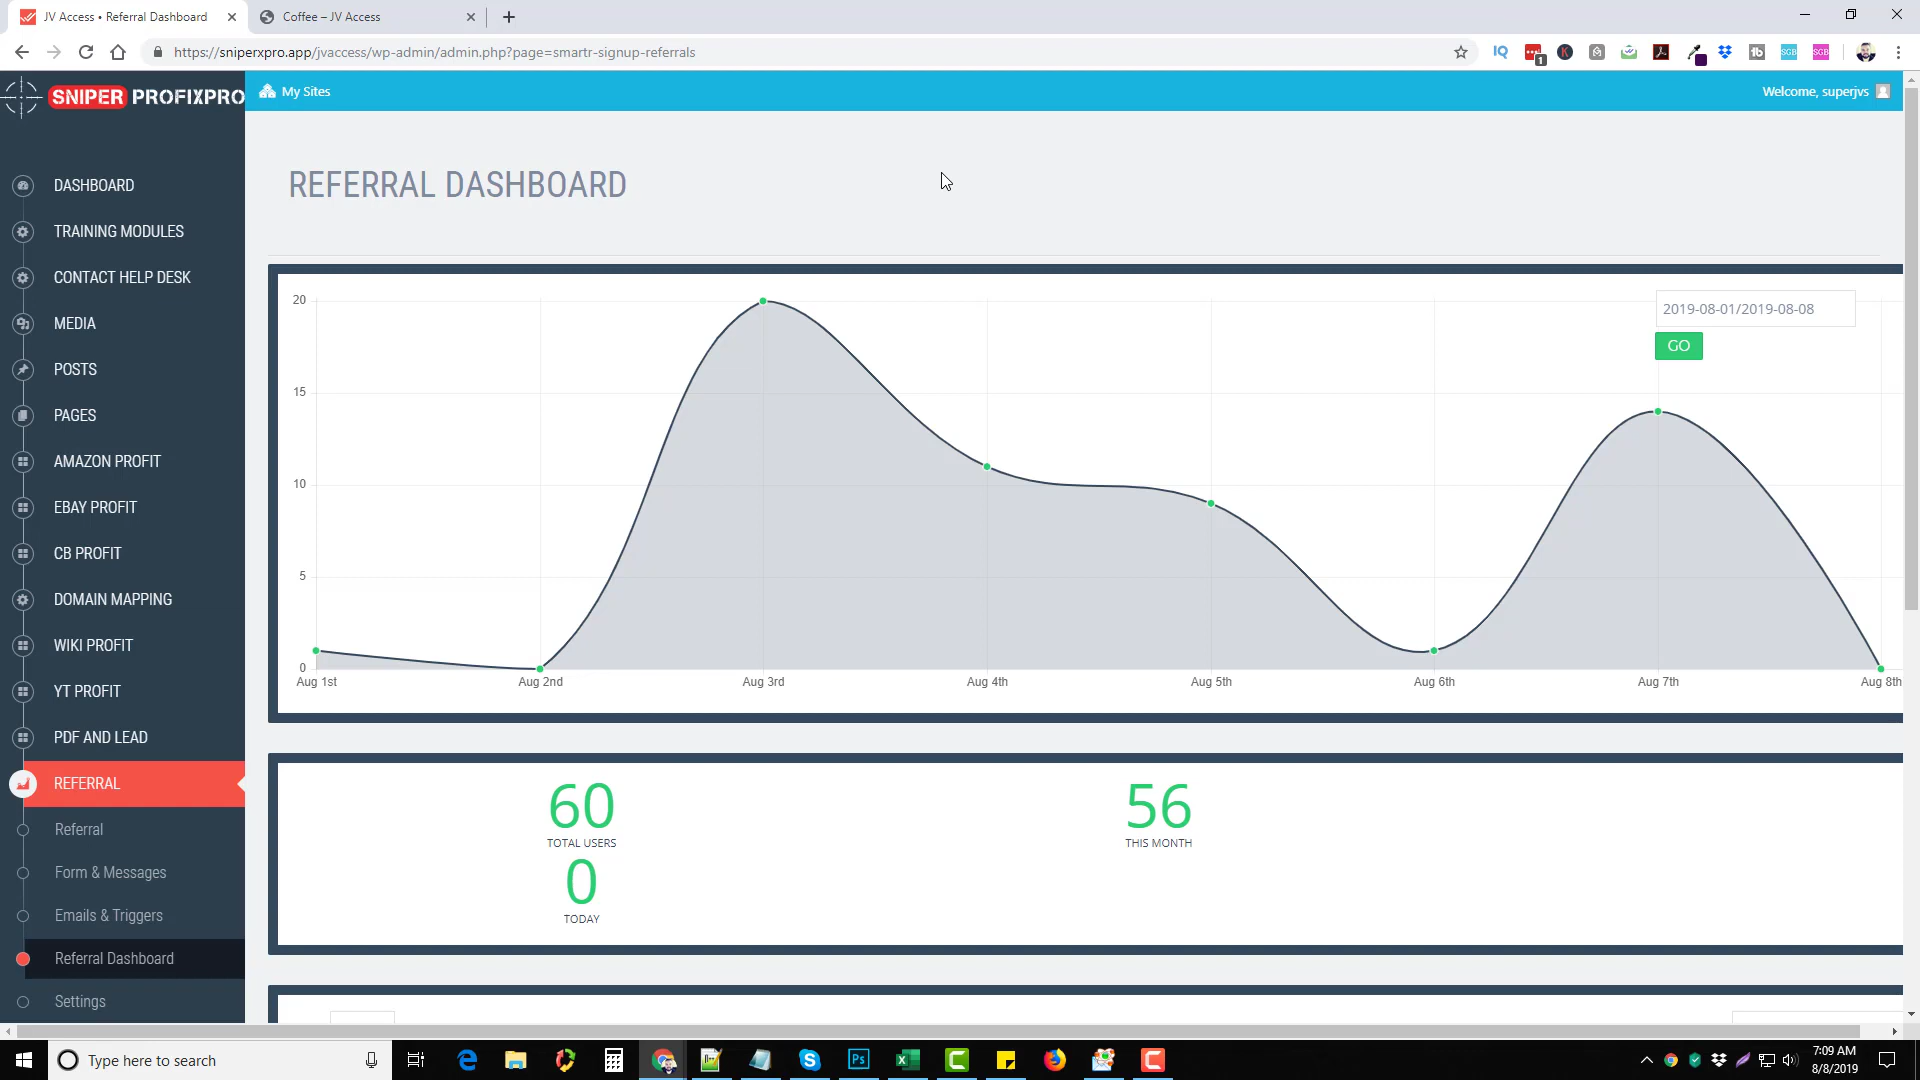 JV Access • Referral Dashboard
Coffee – JV Access
https://sniperxpro.app/jvaccess/wp-admin/admin.php?page=smartr-signup-referrals
SNIPER PROFIXPRO
My Sites
Welcome, superjvs
DASHBOARD
TRAINING MODULES
CONTACT HELP DESK
MEDIA
POSTS
PAGES
AMAZON PROFIT
EBAY PROFIT
CB PROFIT
DOMAIN MAPPING
WIKI PROFIT
YT PROFIT
PDF AND LEAD
REFERRAL
Referral
Form & Messages
Emails & Triggers
Referral Dashboard
Settings
REFERRAL DASHBOARD
2019-08-01/2019-08-08
GO
20
15
10
5
0
Aug 1st
Aug 2nd
Aug 3rd
Aug 4th
Aug 5th
Aug 6th
Aug 7th
Aug 8th
60
TOTAL USERS
56
THIS MONTH
0
TODAY
Type here to search
7:09 AM
8/8/2019